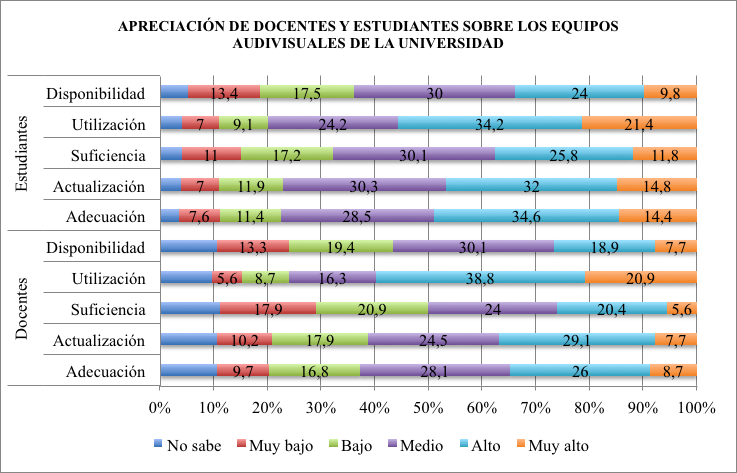 APRECIACIÓN DE DOCENTES Y ESTUDIANTES SOBRE LOS EQUIPOS
AUDIVISUALES DE LA UNIVERSIDAD
Estudiantes
Disponibilidad 13,4 17,5 30 24 9,8
Utilización 7 9,1 24,2 34,2 21,4
Suficiencia 11 17,2 30,1 25,8 11,8
Actualización 7 11,9 30,3 32 14,8
Adecuación 7,6 11,4 28,5 34,6 14,4
Docentes
Disponibilidad 13,3 19,4 30,1 18,9 7,7
Utilización 5,6 8,7 16,3 38,8 20,9
Suficiencia 17,9 20,9 24 20,4 5,6
Actualización 10,2 17,9 24,5 29,1 7,7
Adecuación 9,7 16,8 28,1 26 8,7
0% 10% 20% 30% 40% 50% 60% 70% 80% 90% 100%
No sabe Muy bajo Bajo Medio Alto Muy alto